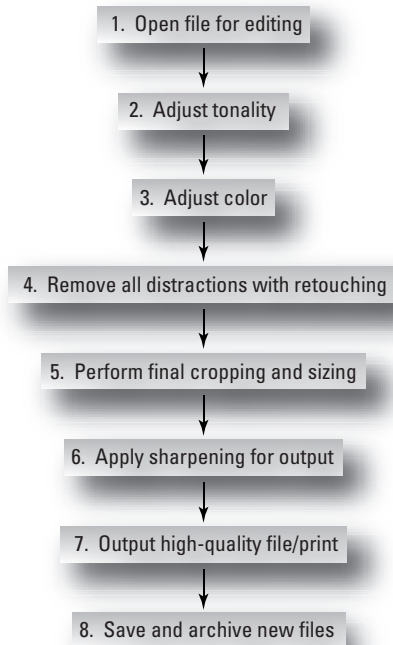 1. Open file for editing
2. Adjust tonality
3. Adjust color
4. Remove all distractions with retouching
5. Perform final cropping and sizing
6. Apply sharpening for output
7. Output high-quality file/print
8. Save and archive new files